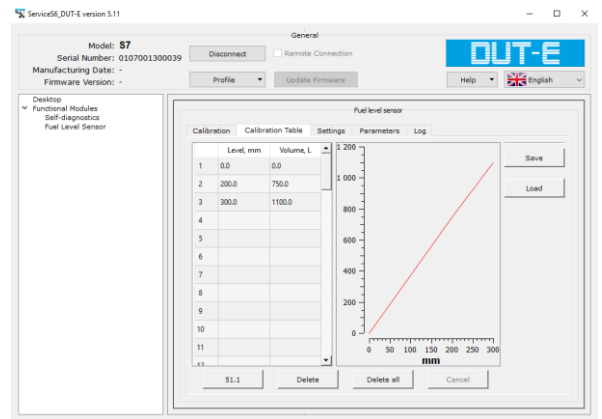 ServiceS6_DUT-E version 5.11
General
Model: S7
Serial Number: 0107001300039
Manufacturing Date: -
Firmware Version: -
Disconnect
Remote Connection
Profile
Update Firmware
DUT-E
Help
English
Desktop
Functional Modules
Self-diagnostics
Fuel Level Sensor
Fuel level sensor
Calibration Calibration Table Settings Parameters Log
Level, mm Volume, L
1 0.0 0.0
2 200.0 750.0
3 300.0 1100.0
4
5
6
7
8
9
10
11
12
1 200
1 000
800
600
400
200
0
0 50 100 150 200 250 300
mm
Save
Load
51.1 Delete Delete all Cancel